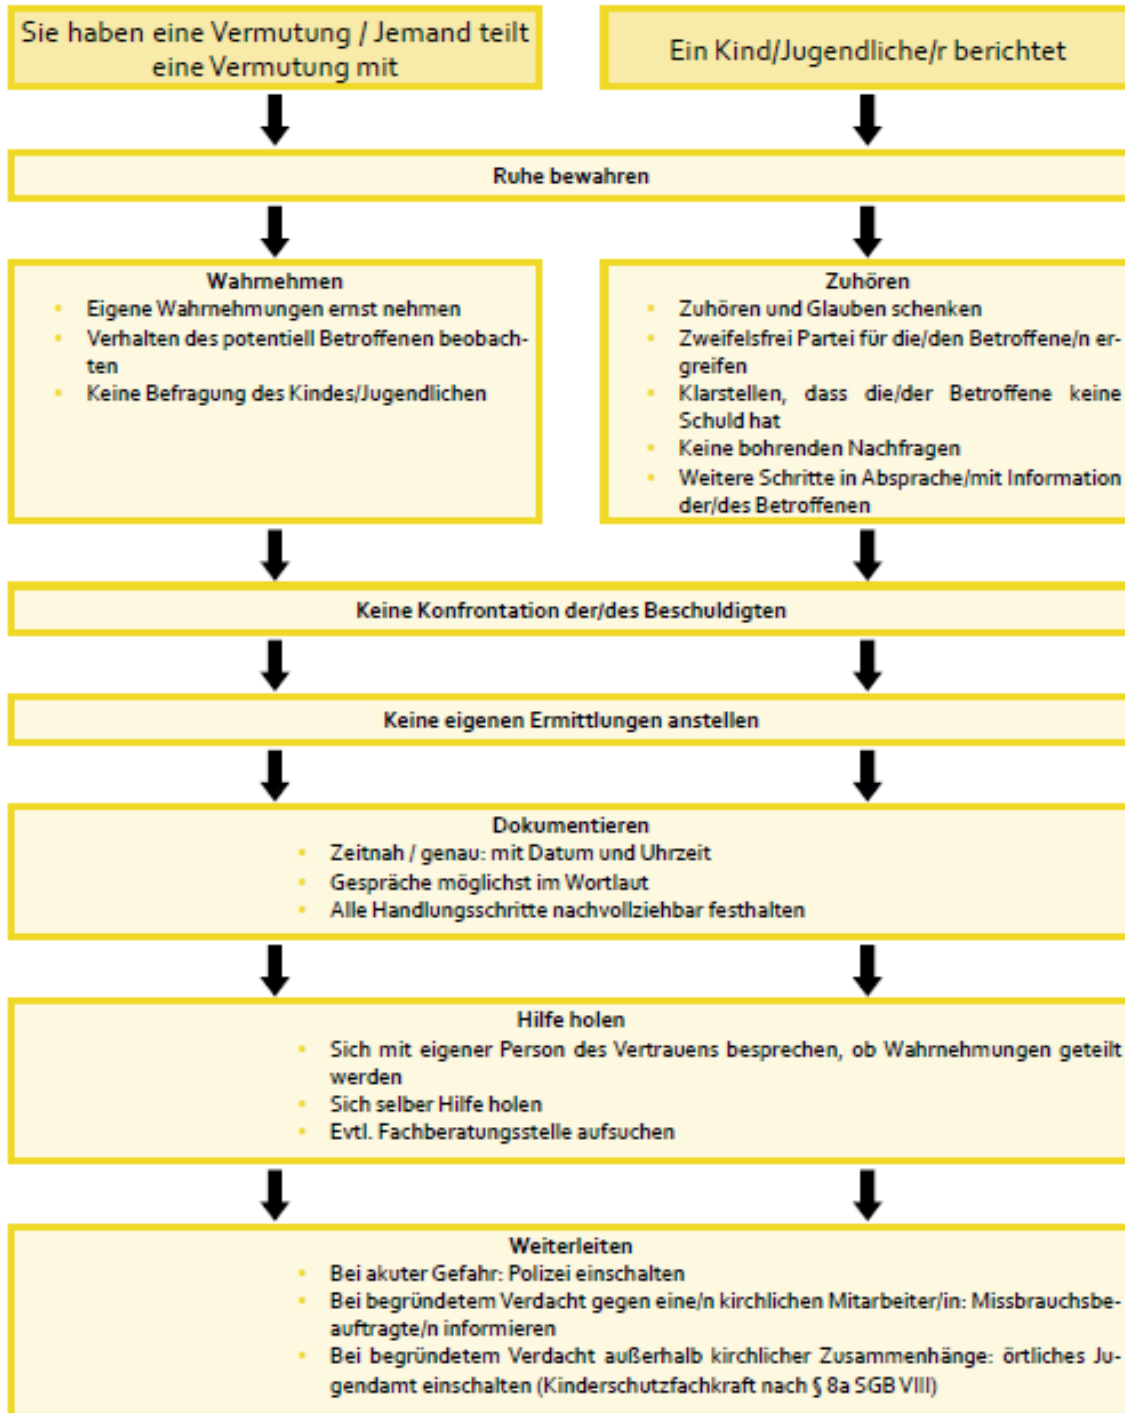 Sie haben eine Vermutung / Jemand teilt
eine Vermutung mit
Ein Kind/Jugendliche/r berichtet
Ruhe bewahren
Wahrnehmen
• Eigene Wahrnehmungen ernst nehmen
• Verhalten des potentiell Betroffenen beobach-
ten
• Keine Befragung des Kindes/Jugendlichen
Zuhören
• Zuhören und Glauben schenken
• Zweifelsfrei Partei für die/den Betroffene/n er-
greifen
• Klarstellen, dass die/der Betroffene keine
Schuld hat
• Keine bohrenden Nachfragen
• Weitere Schritte in Absprache/mit Information
der/des Betroffenen
Keine Konfrontation der/des Beschuldigten
Keine eigenen Ermittlungen anstellen
Dokumentieren
• Zeitnah / genau: mit Datum und Uhrzeit
• Gespräche möglichst im Wortlaut
• Alle Handlungsschritte nachvollziehbar festhalten
Hilfe holen
• Sich mit eigener Person des Vertrauens besprechen, ob Wahrnehmungen geteilt
werden
• Sich selber Hilfe holen
• Evtl. Fachberatungsstelle aufsuchen
Weiterleiten
• Bei akuter Gefahr: Polizei einschalten
• Bei begründetem Verdacht gegen eine/n kirchlichen Mitarbeiter/in: Missbrauchsbe-
auftragte/n informieren
• Bei begründetem Verdacht außerhalb kirchlicher Zusammenhänge: örtliches Ju-
gendamt einschalten (Kinderschutzfachkraft nach § 8a SGB VIII)